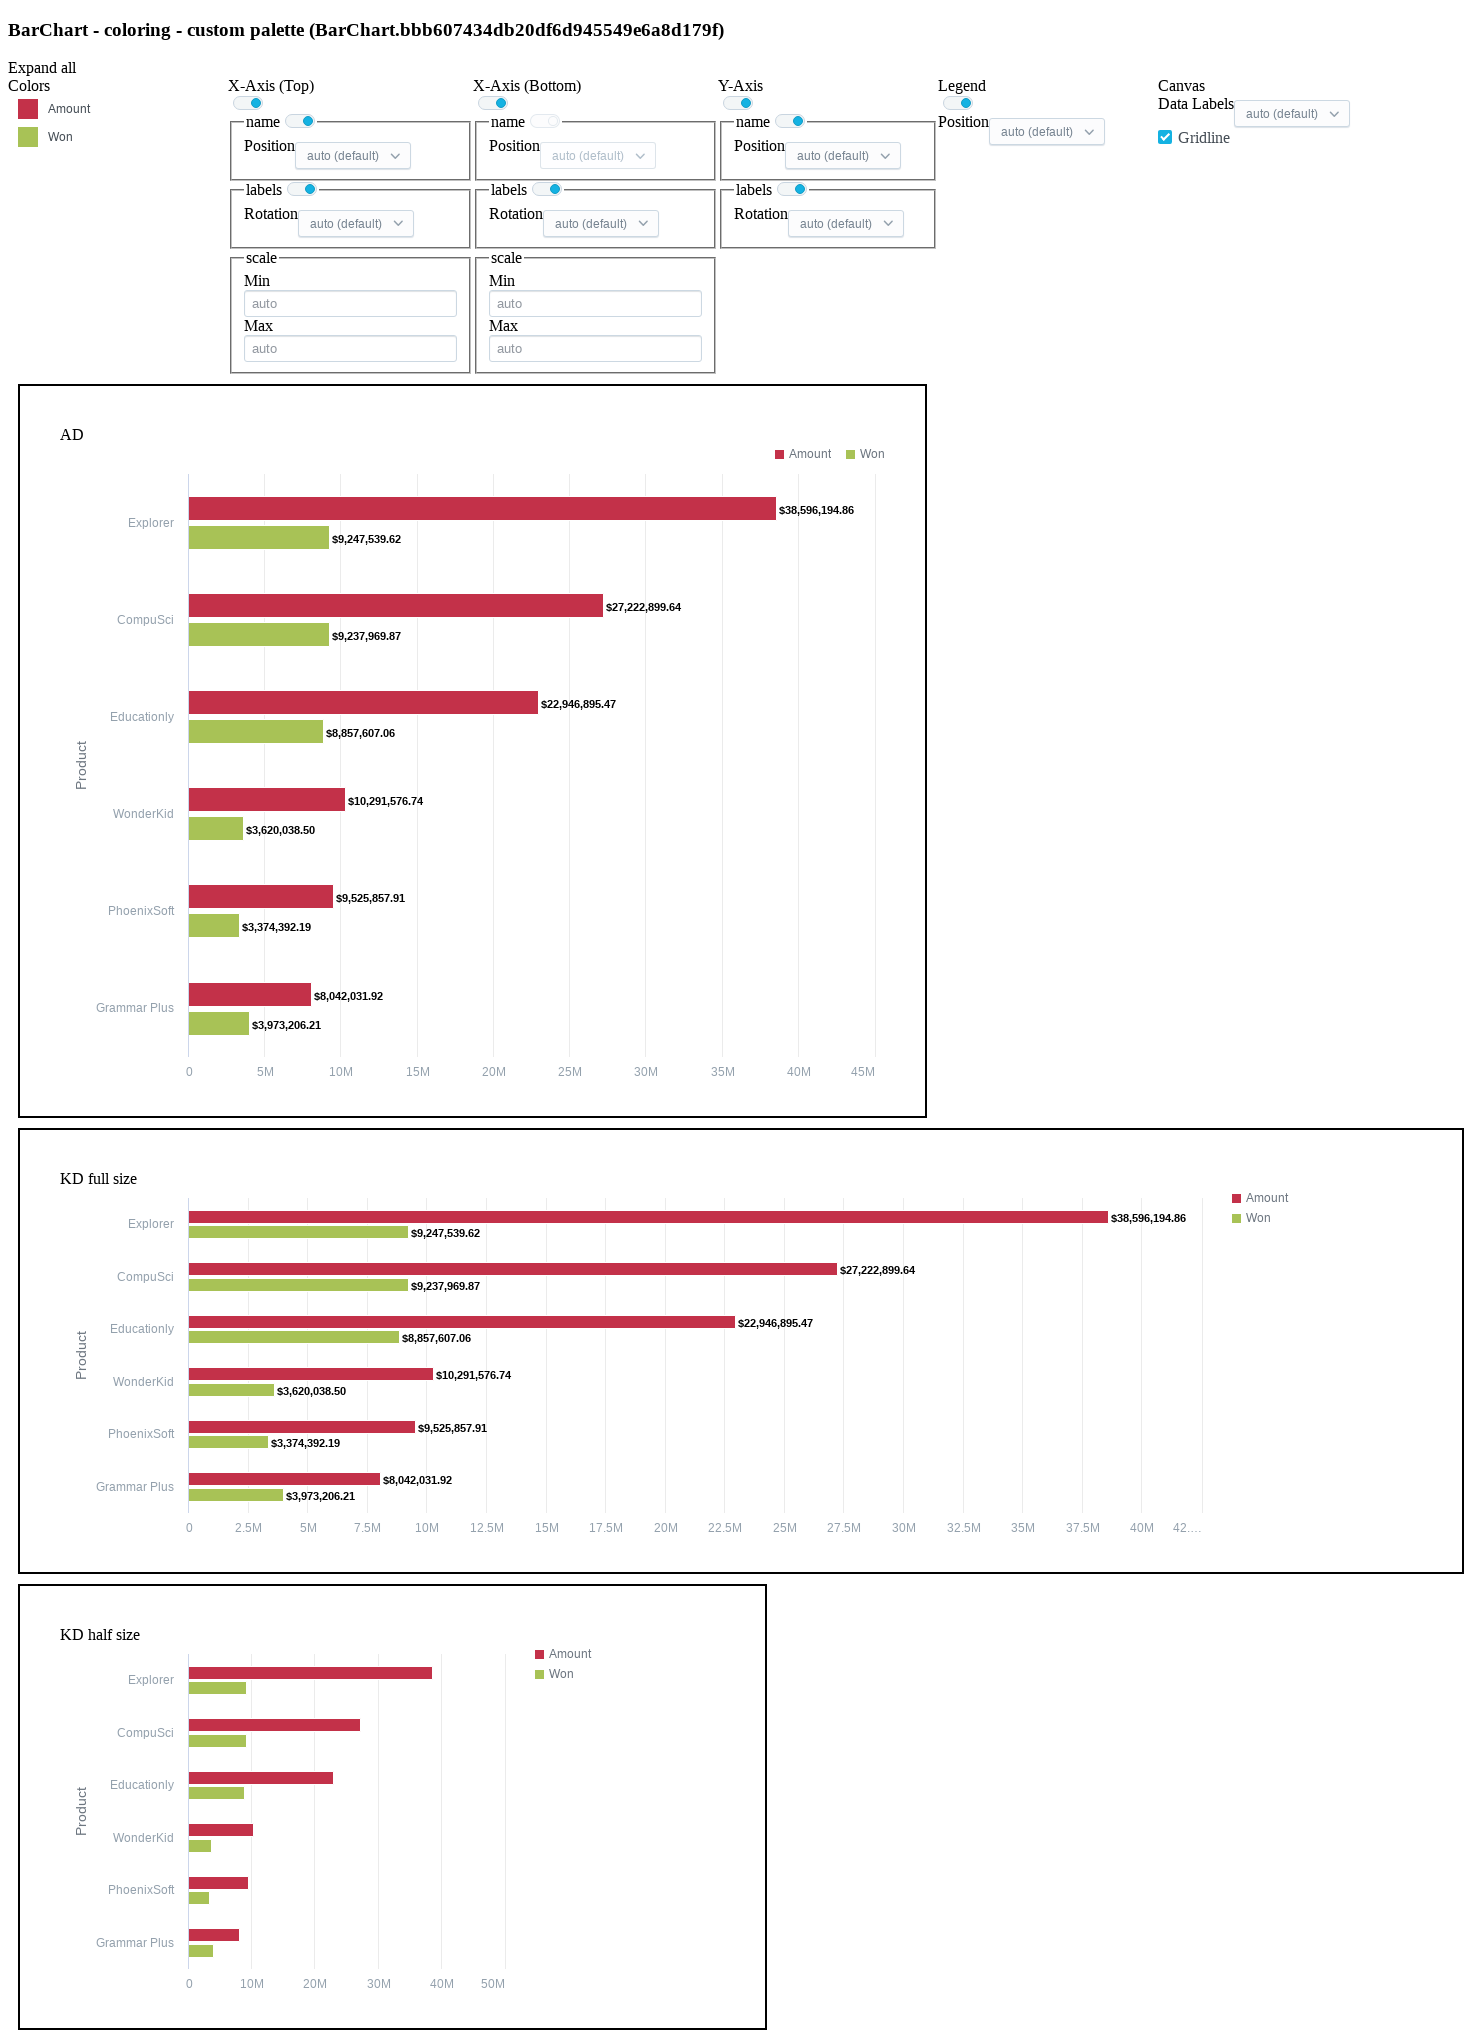 BarChart - coloring - custom palette (BarChart.bbb607434db20df6d945549e6a8d179f)
Expand all
Colors
Amount
Won
X-Axis (Top)
name
Position auto (default)
labels
Rotation auto (default)
scale
Min
auto
Max
auto
X-Axis (Bottom)
name
Position auto (default)
labels
Rotation auto (default)
scale
Min
auto
Max
auto
Y-Axis
name
Position auto (default)
labels
Rotation auto (default)
Legend
Position auto (default)
Canvas
Data Labels auto (default)
Gridline
AD
Amount Won
Explorer
$38,596,194.86
$9,247,539.62
CompuSci
$27,222,899.64
$9,237,969.87
Educationly
$22,946,895.47
$8,857,607.06
Product
WonderKid
$10,291,576.74
$3,620,038.50
PhoenixSoft
$9,525,857.91
$3,374,392.19
Grammar Plus
$8,042,031.92
$3,973,206.21
0 5M 10M 15M 20M 25M 30M 35M 40M 45M
KD full size
Amount
Won
Explorer
$38,596,194.86
$9,247,539.62
CompuSci
$27,222,899.64
$9,237,969.87
Educationly
$22,946,895.47
$8,857,607.06
Product
WonderKid
$10,291,576.74
$3,620,038.50
PhoenixSoft
$9,525,857.91
$3,374,392.19
Grammar Plus
$8,042,031.92
$3,973,206.21
0 2.5M 5M 7.5M 10M 12.5M 15M 17.5M 20M 22.5M 25M 27.5M 30M 32.5M 35M 37.5M 40M 42.…
KD half size
Amount
Won
Explorer
CompuSci
Educationly
Product
WonderKid
PhoenixSoft
Grammar Plus
0 10M 20M 30M 40M 50M